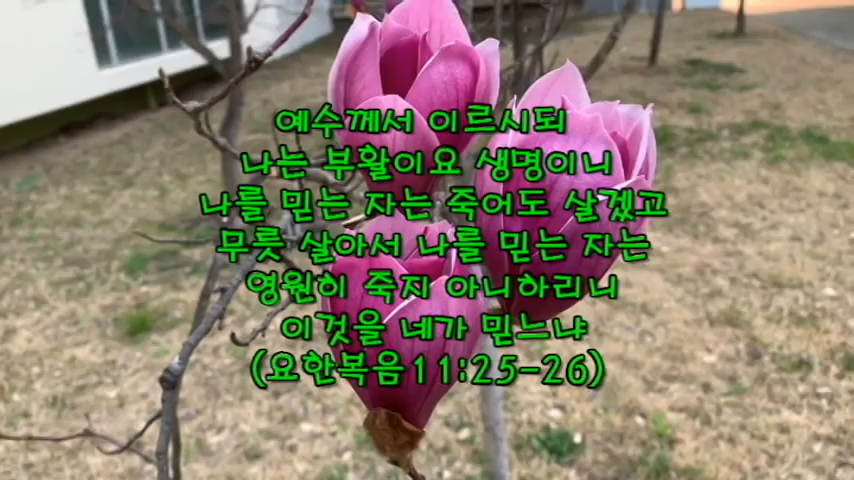 예수께서 이르시되
나는 부활이요 생명이니
나를 믿는 자는 죽어도 살겠고
무릇 살아서 나를 믿는 자는
영원히 죽지 아니하리니
이것을 네가 믿느냐
(요한복음11:25-26)